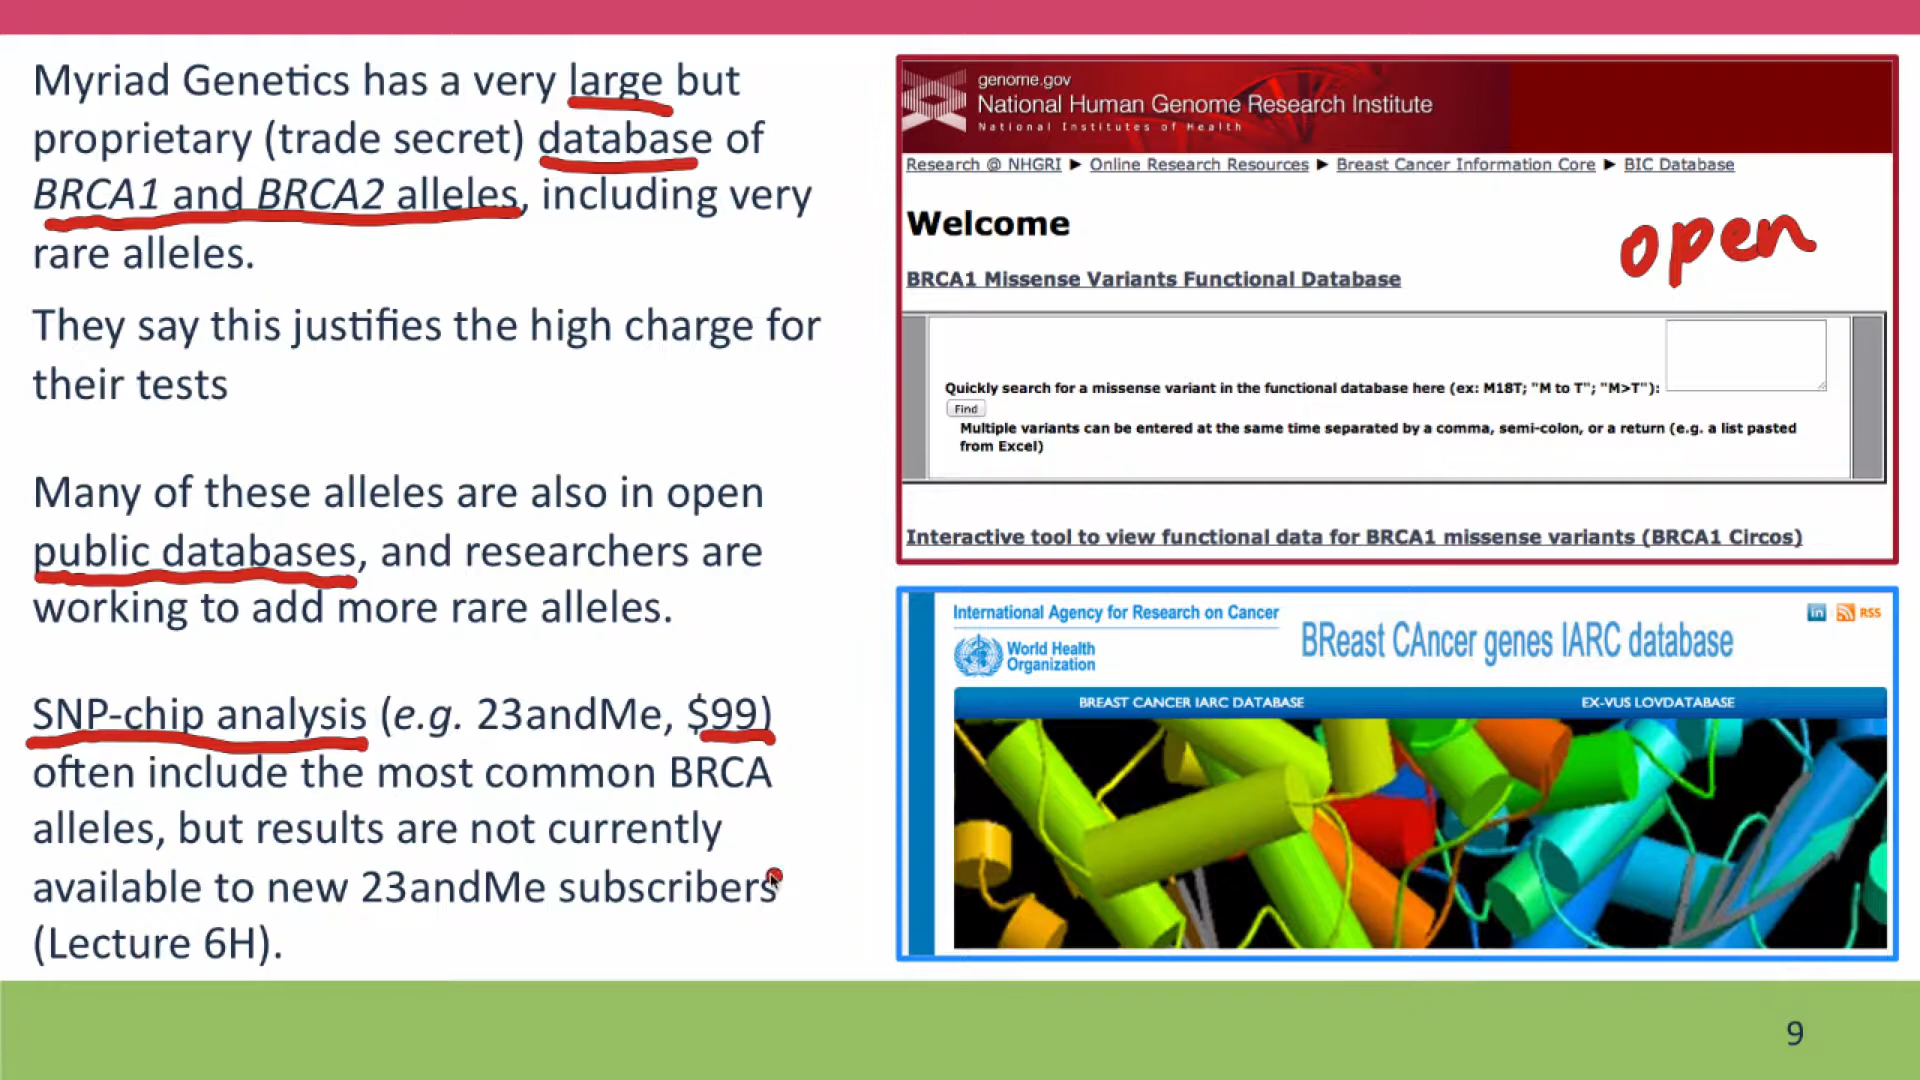 Myriad Genetics has a very large but
proprietary (trade secret) database of
BRCA1 and BRCA2 alleles, including very
rare alleles.
They say this justifies the high charge for
their tests
Many of these alleles are also in open
public databases, and researchers are
working to add more rare alleles.
SNP-chip analysis (e.g. 23andMe, $99)
often include the most common BRCA
alleles, but results are not currently
available to new 23andMe subscribers
(Lecture 6H).
genome.gov
National Human Genome Research Institute
National Institutes of Health
Research @ NHGRI ▶ Online Research Resources ▶ Breast Cancer Information Core ▶ BIC Database
Welcome
open
BRCA1 Missense Variants Functional Database
Quickly search for a missense variant in the functional database here (ex: M18T; "M to T"; "M>T"):
Find
Multiple variants can be entered at the same time separated by a comma, semi-colon, or a return (e.g. a list pasted
from Excel)
Interactive tool to view functional data for BRCA1 missense variants (BRCA1 Circos)
International Agency for Research on Cancer
World Health
Organization
BReast CAncer genes IARC database
in RSS
BREAST CANCER IARC DATABASE EX-VUS LOVDATABASE
9